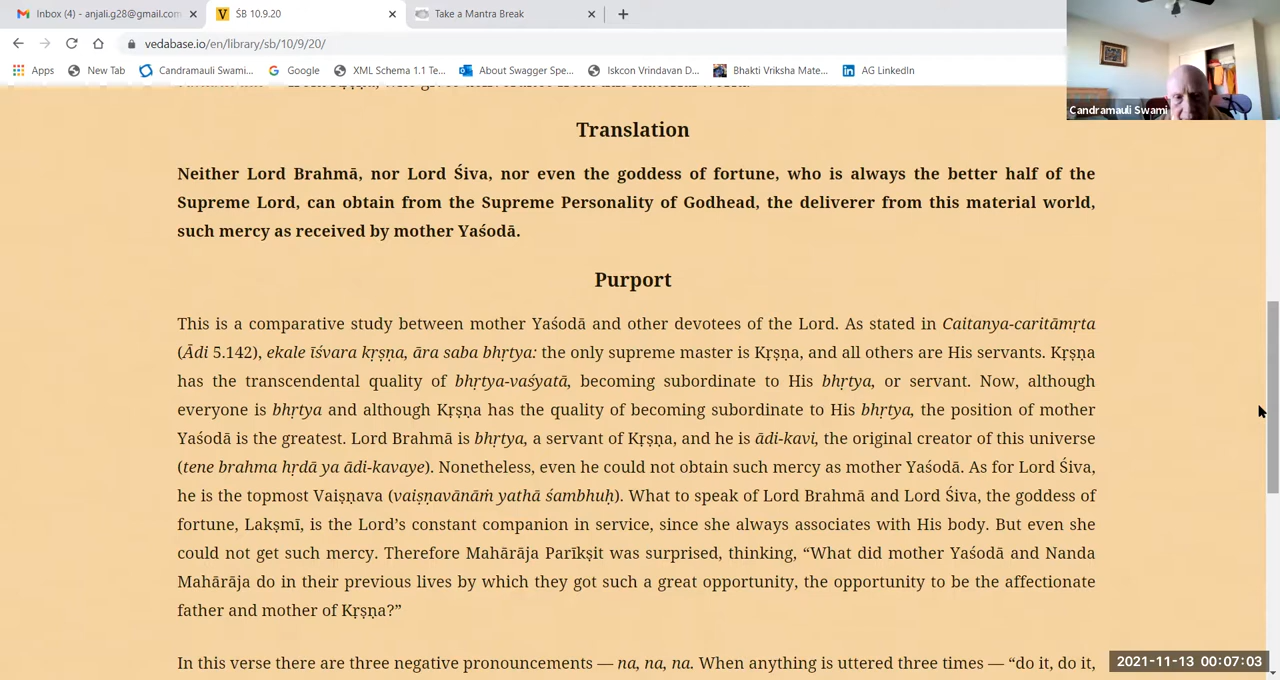 Inbox (4) - anjali.g28@gmail.com
ŚB 10.9.20
Take a Mantra Break
vedabase.io/en/library/sb/10/9/20/
Apps
New Tab
Candramauli Swami...
Google
XML Schema 1.1 Te...
About Swagger Spe...
Iskcon Vrindavan D...
Bhakti Vriksha Mate...
AG LinkedIn
Candramauli Swami
Translation
Neither Lord Brahmā, nor Lord Śiva, nor even the goddess of fortune, who is always the better half of the
Supreme Lord, can obtain from the Supreme Personality of Godhead, the deliverer from this material world,
such mercy as received by mother Yaśodā.
Purport
This is a comparative study between mother Yaśodā and other devotees of the Lord. As stated in Caitanya-caritāmṛta
(Ādi 5.142), ekale īśvara kṛṣṇa, āra saba bhṛtya: the only supreme master is Kṛṣṇa, and all others are His servants. Kṛṣṇa
has the transcendental quality of bhṛtya-vaśyatā, becoming subordinate to His bhṛtya, or servant. Now, although
everyone is bhṛtya and although Kṛṣṇa has the quality of becoming subordinate to His bhṛtya, the position of mother
Yaśodā is the greatest. Lord Brahmā is bhṛtya, a servant of Kṛṣṇa, and he is ādi-kavi, the original creator of this universe
(tene brahma hṛdā ya ādi-kavaye). Nonetheless, even he could not obtain such mercy as mother Yaśodā. As for Lord Śiva,
he is the topmost Vaiṣṇava (vaiṣṇavānāṁ yathā śambhuḥ). What to speak of Lord Brahmā and Lord Śiva, the goddess of
fortune, Lakṣmī, is the Lord’s constant companion in service, since she always associates with His body. But even she
could not get such mercy. Therefore Mahārāja Parīkṣit was surprised, thinking, “What did mother Yaśodā and Nanda
Mahārāja do in their previous lives by which they got such a great opportunity, the opportunity to be the affectionate
father and mother of Kṛṣṇa?”
In this verse there are three negative pronouncements — na, na, na. When anything is uttered three times — “do it, do it,
2021-11-13 00:07:03